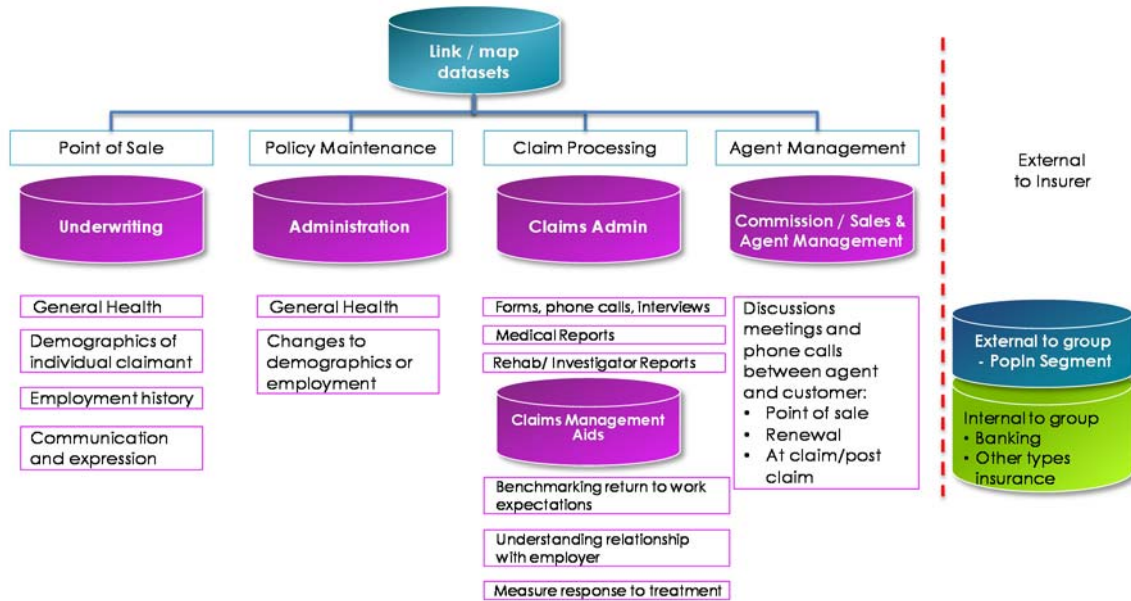 Link / map
datasets
Point of Sale
Policy Maintenance
Claim Processing
Agent Management
External
to Insurer
Underwriting
Administration
Claims Admin
Commission / Sales &
Agent Management
General Health
Demographics of
individual claimant
Employment history
Communication
and expression
General Health
Changes to
demographics or
employment
Forms, phone calls, interviews
Medical Reports
Rehab/ Investigator Reports
Claims Management
Aids
Benchmarking return to work
expectations
Understanding relationship
with employer
Measure response to treatment
Discussions
meetings and
phone calls
between agent
and customer:
• Point of sale
• Renewal
• At claim/post
claim
External to group
- Popln Segment
Internal to group
• Banking
• Other types
insurance